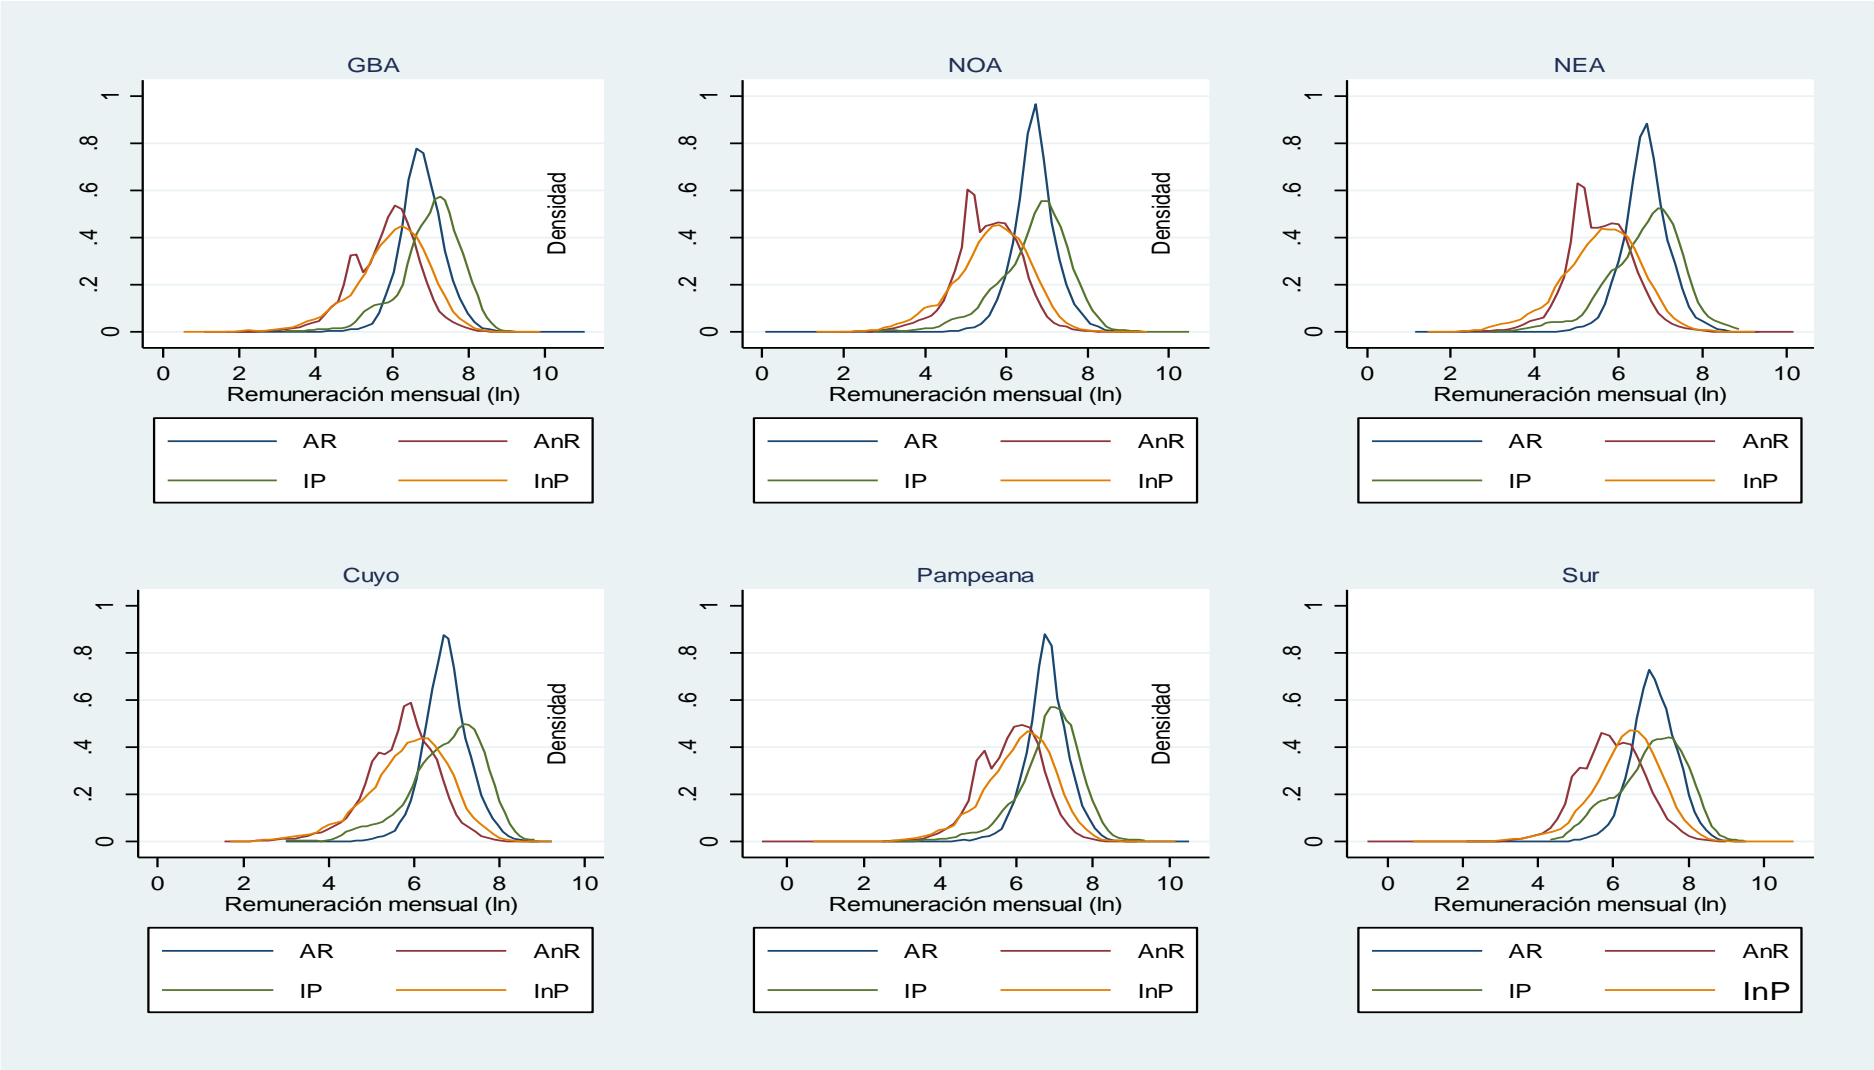 GBA
1
.8
.6
.4
.2
0
0 2 4 6 8 10
Remuneración mensual (ln)
AR AnR
IP InP
NOA
Densidad
1
.8
.6
.4
.2
0
0 2 4 6 8 10
Remuneración mensual (ln)
AR AnR
IP InP
NEA
Densidad
1
.8
.6
.4
.2
0
0 2 4 6 8 10
Remuneración mensual (ln)
AR AnR
IP InP
Cuyo
1
.8
.6
.4
.2
0
0 2 4 6 8 10
Remuneración mensual (ln)
AR AnR
IP InP
Pampeana
Densidad
1
.8
.6
.4
.2
0
0 2 4 6 8 10
Remuneración mensual (ln)
AR AnR
IP InP
Sur
Densidad
1
.8
.6
.4
.2
0
0 2 4 6 8 10
Remuneración mensual (ln)
AR AnR
IP InP